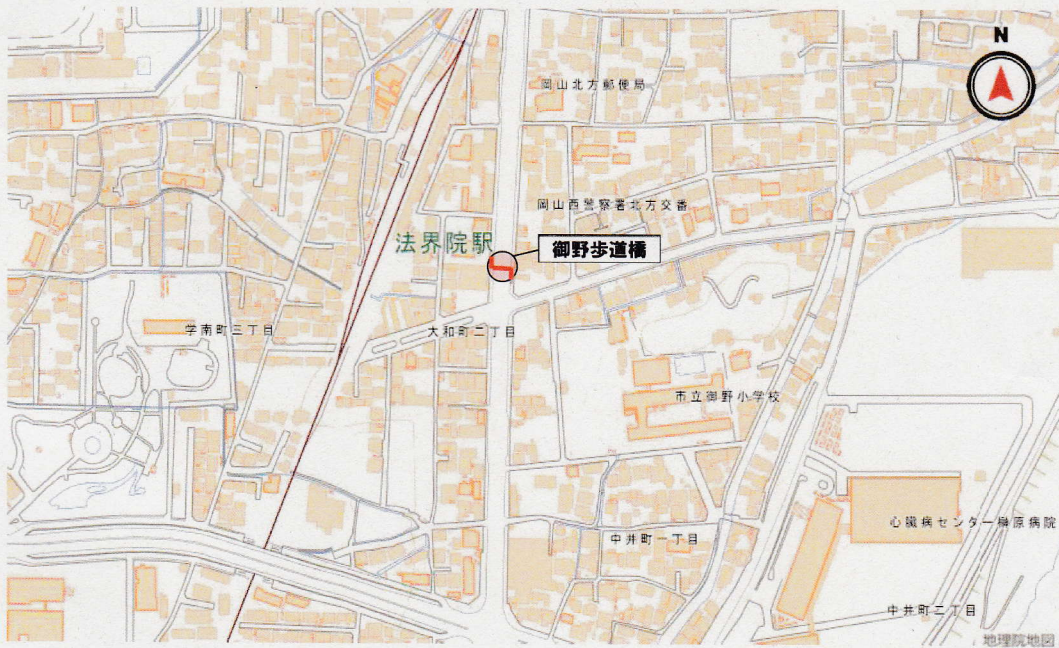 N
岡山北方郵便局
岡山西警察署北方交番
法界院駅
御野歩道橋
学南町三丁目
大和町二丁目
市立御野小学校
心臓病センター榊原病院
中井町一丁目
中井町二丁目
地理院地図